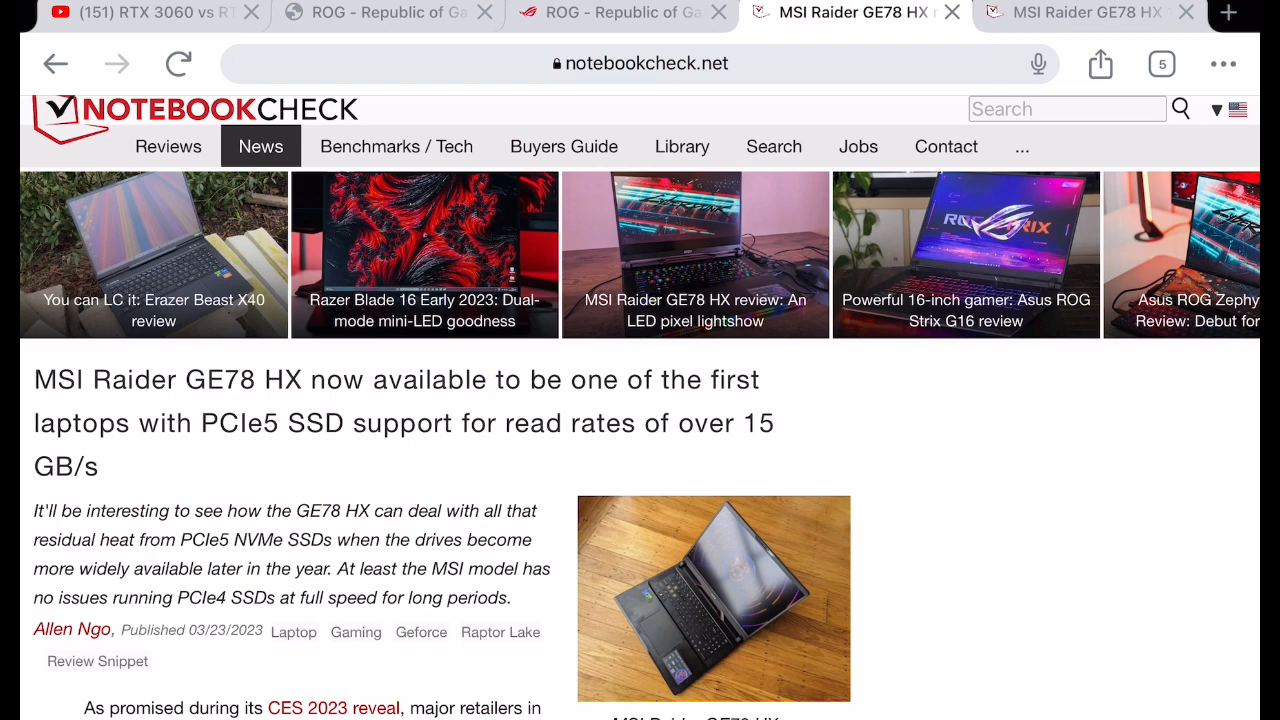 (151) RTX 3060 vs RT
ROG - Republic of Ga
ROG - Republic of Ga
MSI Raider GE78 HX r
MSI Raider GE78 HX
notebookcheck.net
5
NOTEBOOKCHECK
Search
Reviews
News
Benchmarks / Tech
Buyers Guide
Library
Search
Jobs
Contact
...
You can LC it: Erazer Beast X40
review
Razer Blade 16 Early 2023: Dual-
mode mini-LED goodness
MSI Raider GE78 HX review: An
LED pixel lightshow
Powerful 16-inch gamer: Asus ROG
Strix G16 review
Asus ROG Zephy
Review: Debut for
MSI Raider GE78 HX now available to be one of the first
laptops with PCIe5 SSD support for read rates of over 15
GB/s
It'll be interesting to see how the GE78 HX can deal with all that
residual heat from PCIe5 NVMe SSDs when the drives become
more widely available later in the year. At least the MSI model has
no issues running PCIe4 SSDs at full speed for long periods.
Allen Ngo, Published 03/23/2023 Laptop Gaming Geforce Raptor Lake
Review Snippet
As promised during its CES 2023 reveal, major retailers in